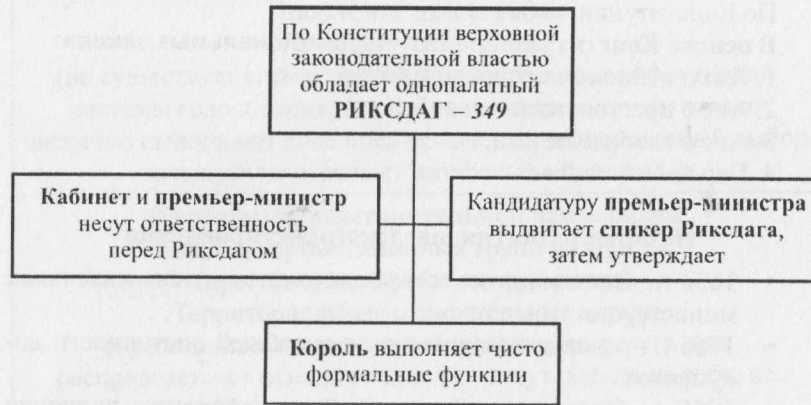 По Конституции верховной
законодательной властью
обладает однопалатный
РИКСДАГ – 349
Кабинет и премьер-министр
несут ответственность
перед Риксдагом
Кандидатуру премьер-министра
выдвигает спикер Риксдага,
затем утверждает
Король выполняет чисто
формальные функции